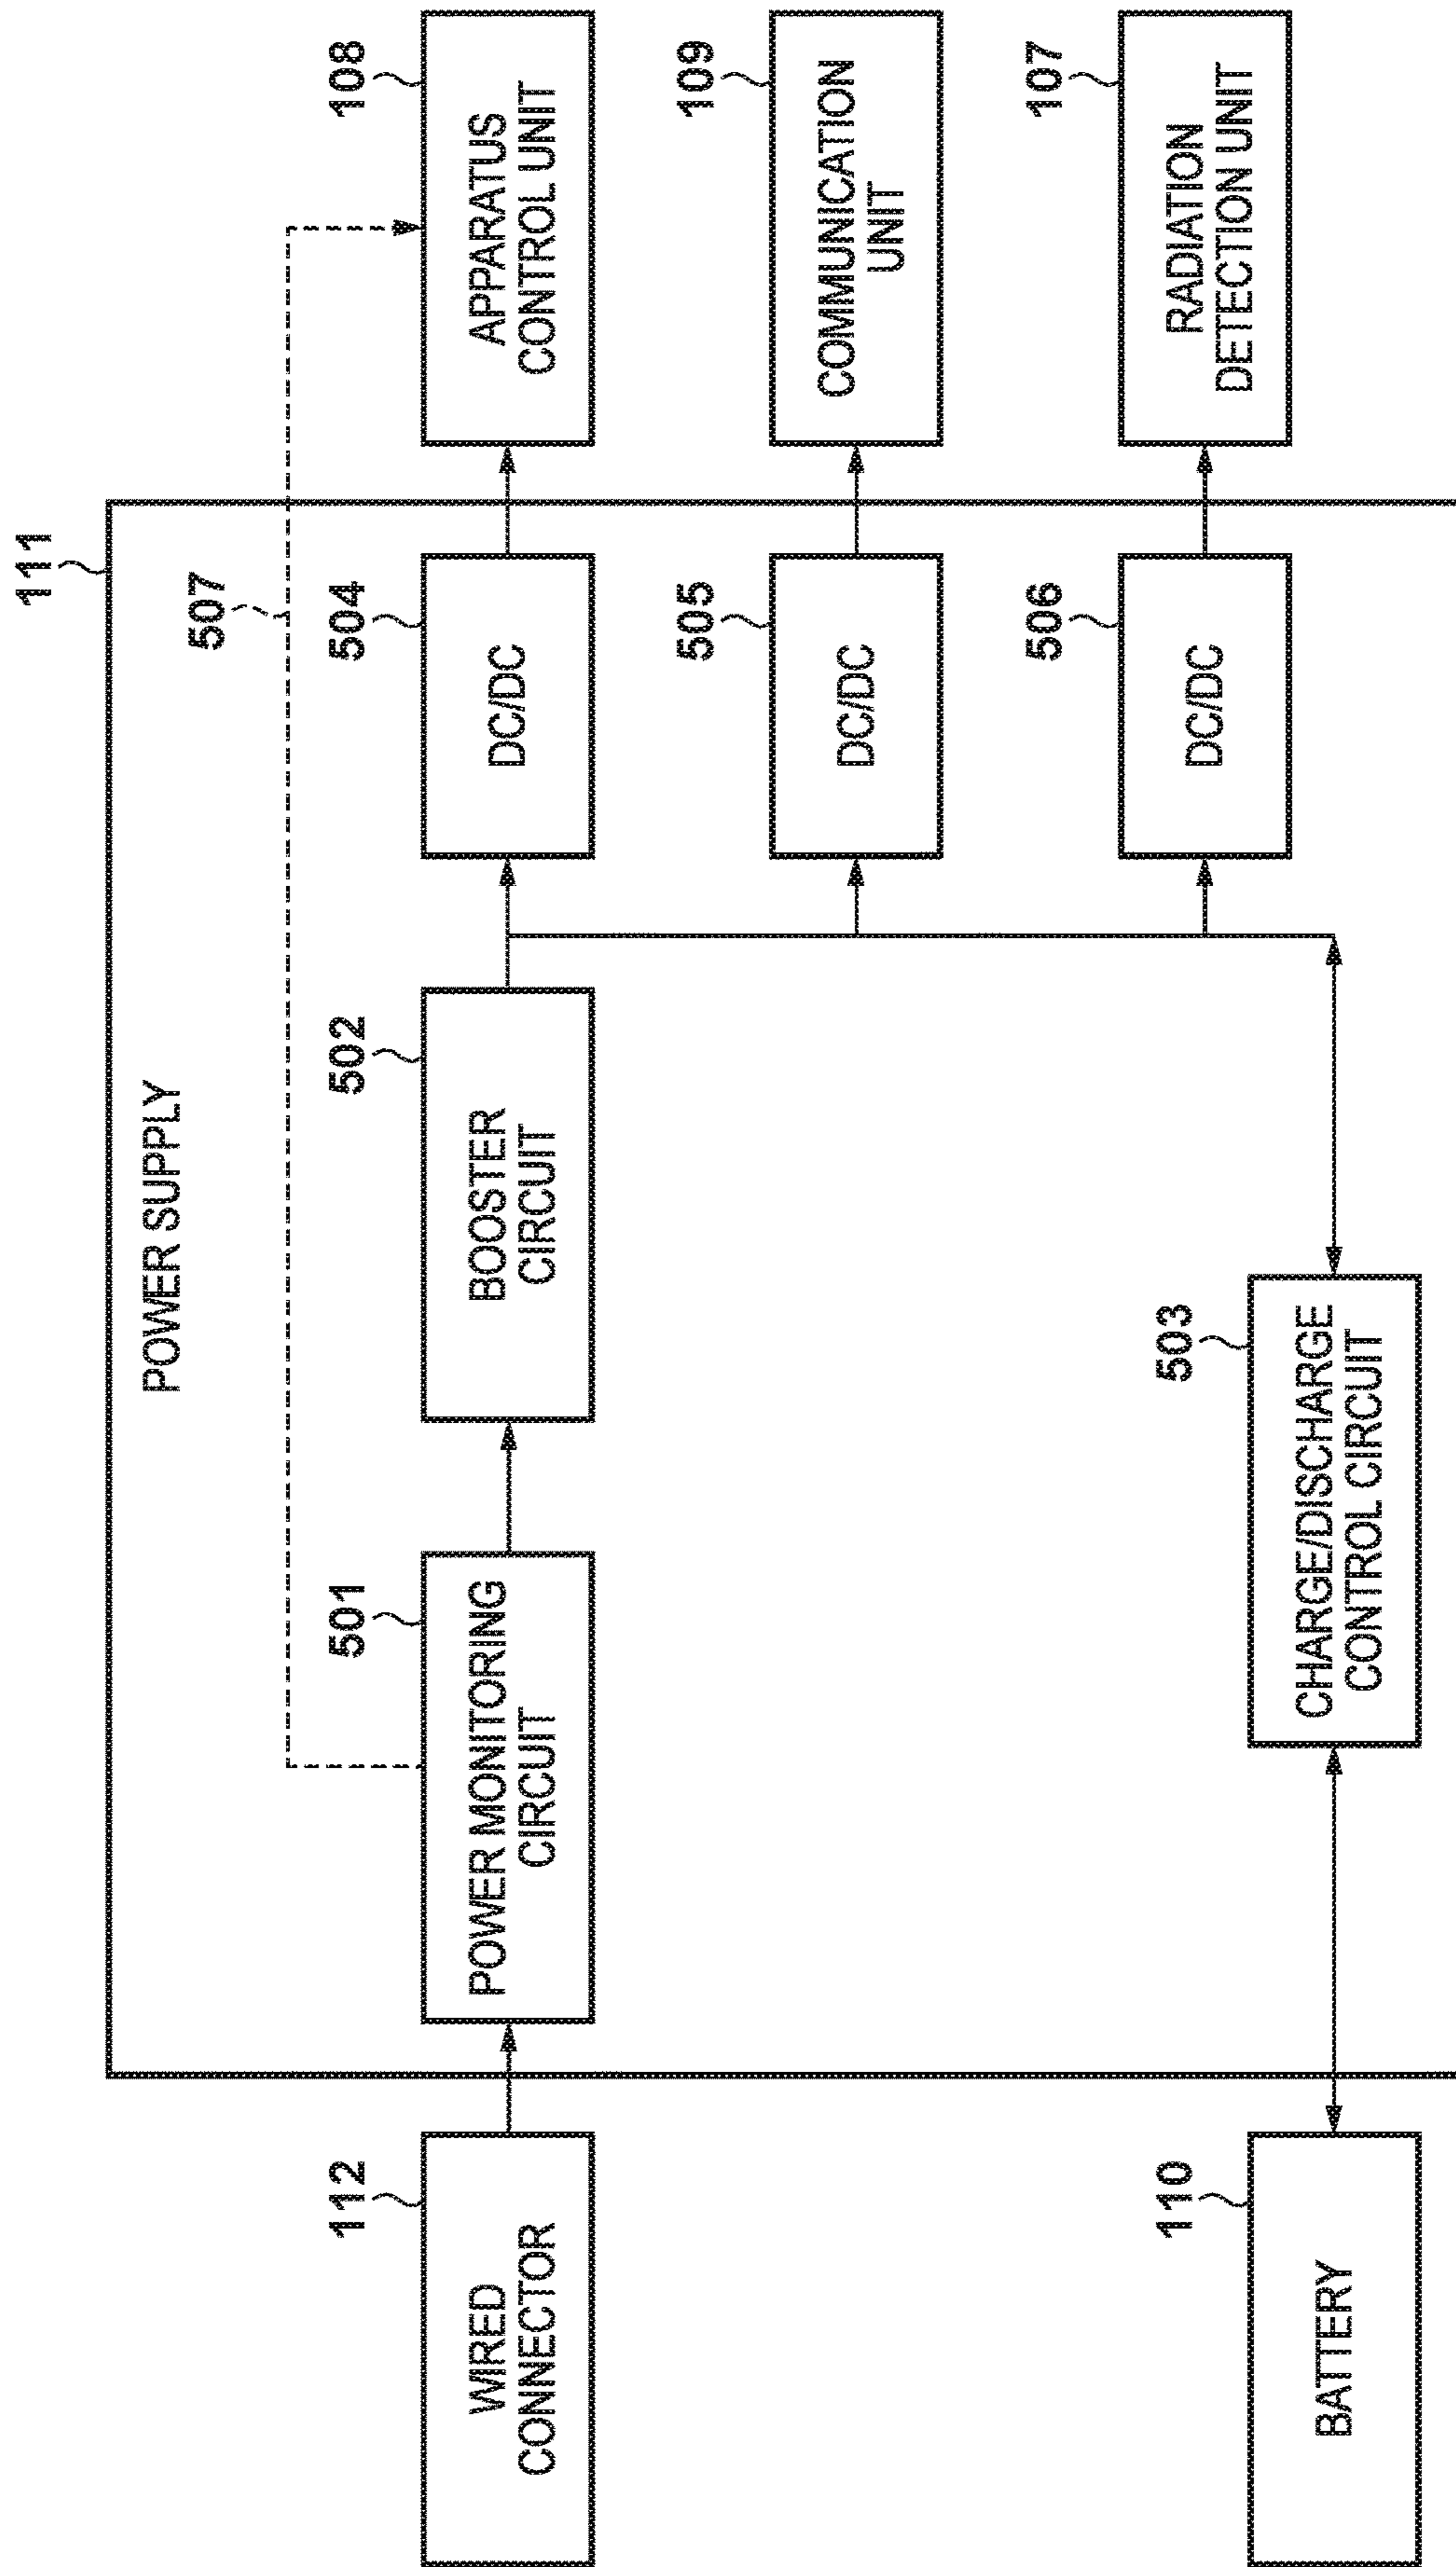 111
POWER SUPPLY
507
112
WIRED
CONNECTOR
501
POWER MONITORING
CIRCUIT
502
BOOSTER
CIRCUIT
504
DC/DC
108
APPARATUS
CONTROL UNIT
505
DC/DC
109
COMMUNICATION
UNIT
506
DC/DC
107
RADIATION
DETECTION UNIT
110
BATTERY
503
CHARGE/DISCHARGE
CONTROL CIRCUIT